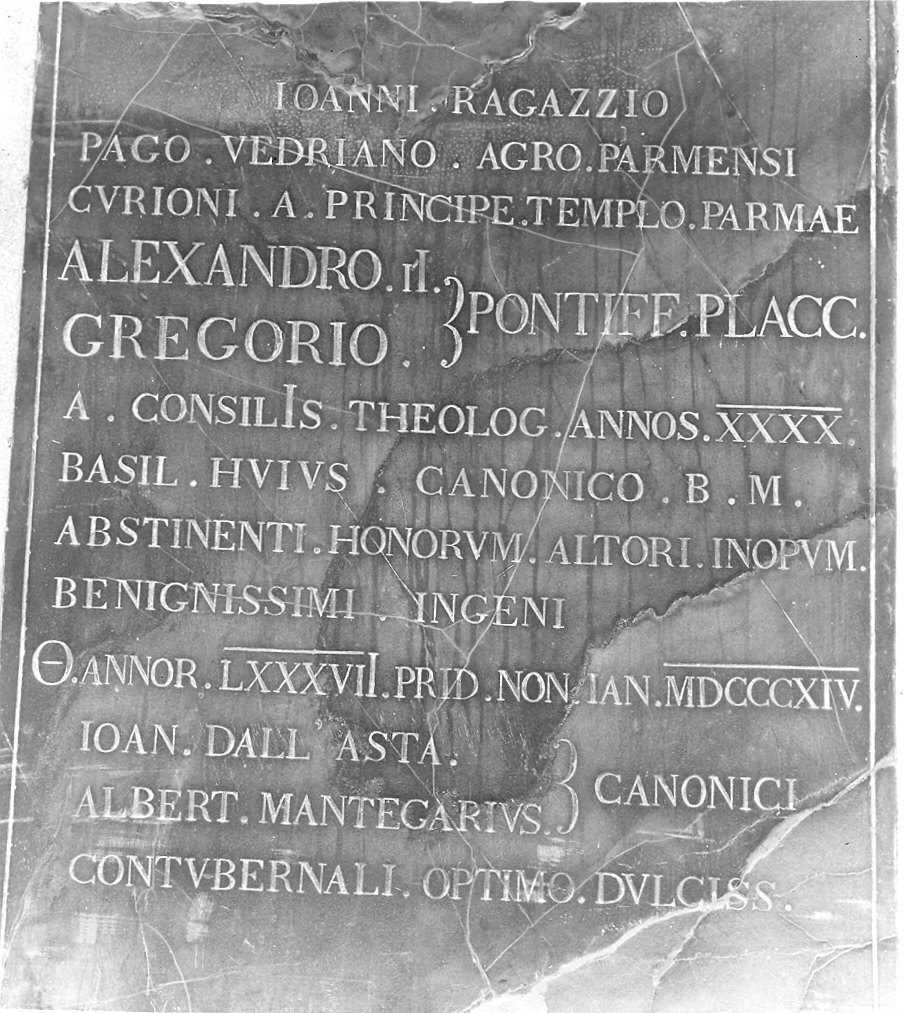 IOANNI . RAGAZZIO
PAGO . VEDRIANO . AGRO . PARMENSI
CVRIONI . A . PRINCIPE . TEMPLO . PARMAE
ALEXANDRO . II . } PONTIFF . PLACC.
GREGORIO .
A . CONSILIS . THEOLOG . ANNOS . XXXX .
BASIL . HVIVS . CANONICO . B . M .
ABSTINENTI . HONORVM . ALTORI . INOPVM .
BENIGNISSIMI . INGENI
Θ . ANNOR . LXXXVII . PRID . NON . IAN . MDCCCXIV .
IOAN . DALL' ASTA . } CANONICI
ALBERT . MANTEGARIVS .
CONTVBERNALI . OPTIMO . DVLCISS .